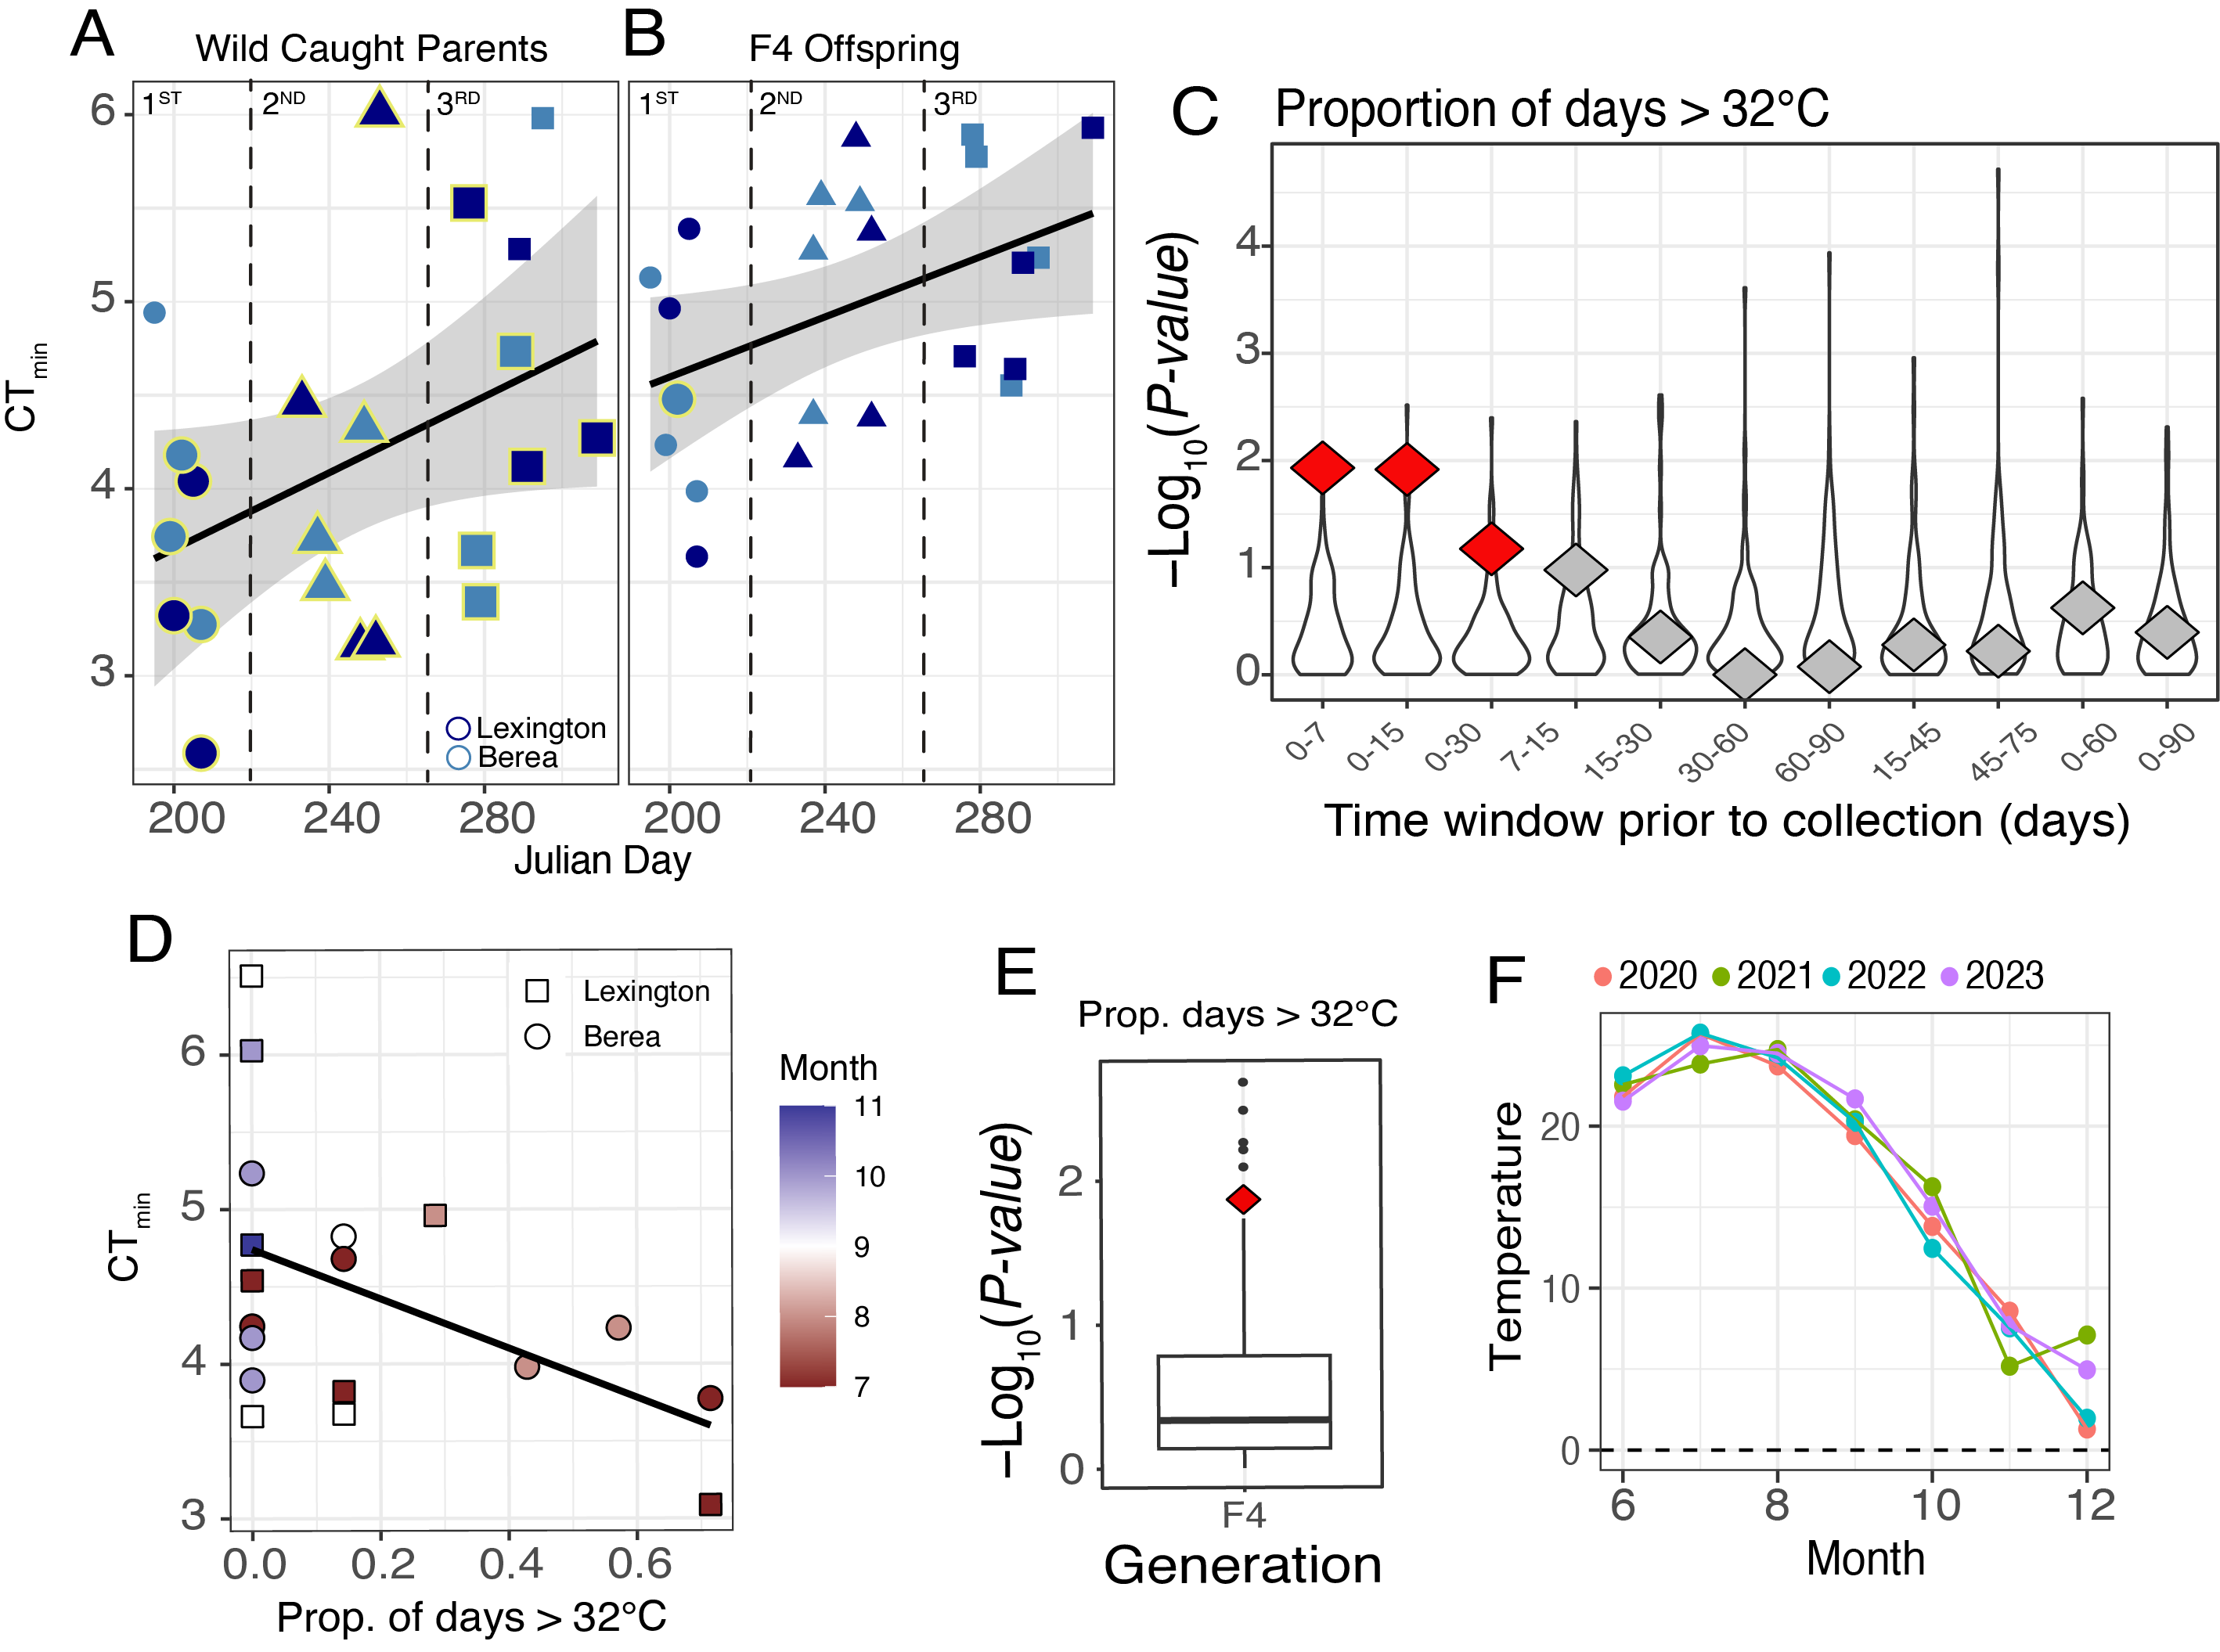 A
Wild Caught Parents
B
F4 Offspring
1ST
2ND
3RD
1ST
2ND
3RD
6
5
4
3
CTmin
Lexington
Berea
200
240
280
200
240
280
Julian Day
C
Proportion of days > 32°C
–Log10(P-value)
4
3
2
1
0
0-7
0-15
0-30
7-15
15-30
30-60
60-90
15-45
45-75
0-60
0-90
Time window prior to collection (days)
D
Lexington
Berea
CTmin
6
5
4
3
0.0
0.2
0.4
0.6
Prop. of days > 32°C
Month
11
10
9
8
7
E
Prop. days > 32°C
–Log10(P-value)
2
1
0
F4
Generation
F
2020
2021
2022
2023
Temperature
20
10
0
6
8
10
12
Month